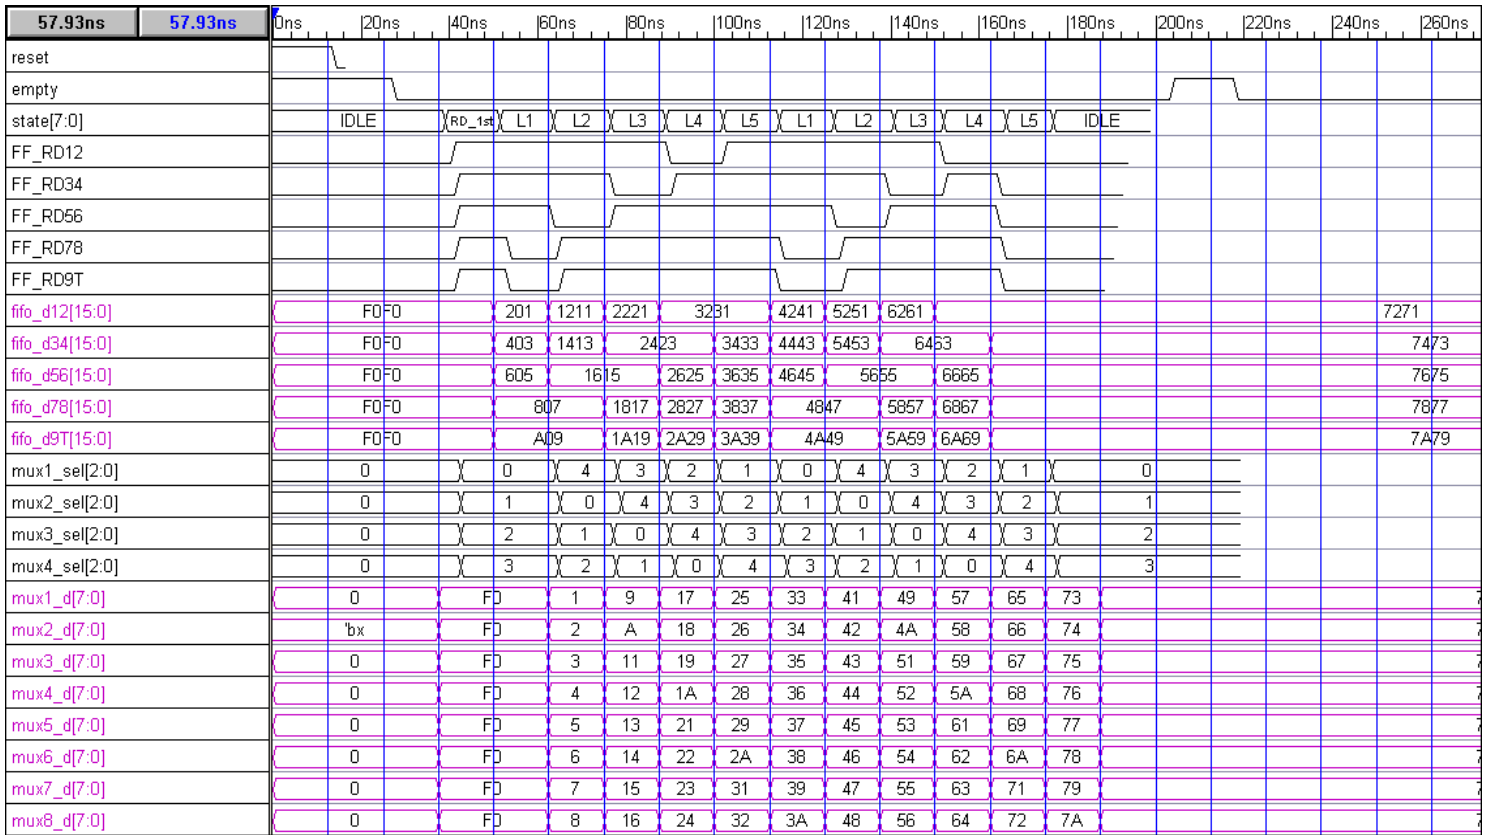 57.93ns 57.93ns 0ns 20ns 40ns 60ns 80ns 100ns 120ns 140ns 160ns 180ns 200ns 220ns 240ns 260ns
reset
empty
state[7:0] IDLE RD_1st L1 L2 L3 L4 L5 L1 L2 L3 L4 L5 IDLE
FF_RD12
FF_RD34
FF_RD56
FF_RD78
FF_RD9T
fifo_d12[15:0] F0F0 201 1211 2221 3231 4241 5251 6261 7271
fifo_d34[15:0] F0F0 403 1413 2423 3433 4443 5453 6463 7473
fifo_d56[15:0] F0F0 605 1615 2625 3635 4645 5655 6665 7675
fifo_d78[15:0] F0F0 807 1817 2827 3837 4847 5857 6867 7877
fifo_d9T[15:0] F0F0 A09 1A19 2A29 3A39 4A49 5A59 6A69 7A79
mux1_sel[2:0] 0 0 4 3 2 1 0 4 3 2 1 0
mux2_sel[2:0] 0 1 0 4 3 2 1 0 4 3 2 1
mux3_sel[2:0] 0 2 1 0 4 3 2 1 0 4 3 2
mux4_sel[2:0] 0 3 2 1 0 4 3 2 1 0 4 3
mux1_d[7:0] 0 F0 1 9 17 25 33 41 49 57 65 73
mux2_d[7:0] 'bx F0 2 A 18 26 34 42 4A 58 66 74
mux3_d[7:0] 0 F0 3 11 19 27 35 43 51 59 67 75
mux4_d[7:0] 0 F0 4 12 1A 28 36 44 52 5A 68 76
mux5_d[7:0] 0 F0 5 13 21 29 37 45 53 61 69 77
mux6_d[7:0] 0 F0 6 14 22 2A 38 46 54 62 6A 78
mux7_d[7:0] 0 F0 7 15 23 31 39 47 55 63 71 79
mux8_d[7:0] 0 F0 8 16 24 32 3A 48 56 64 72 7A